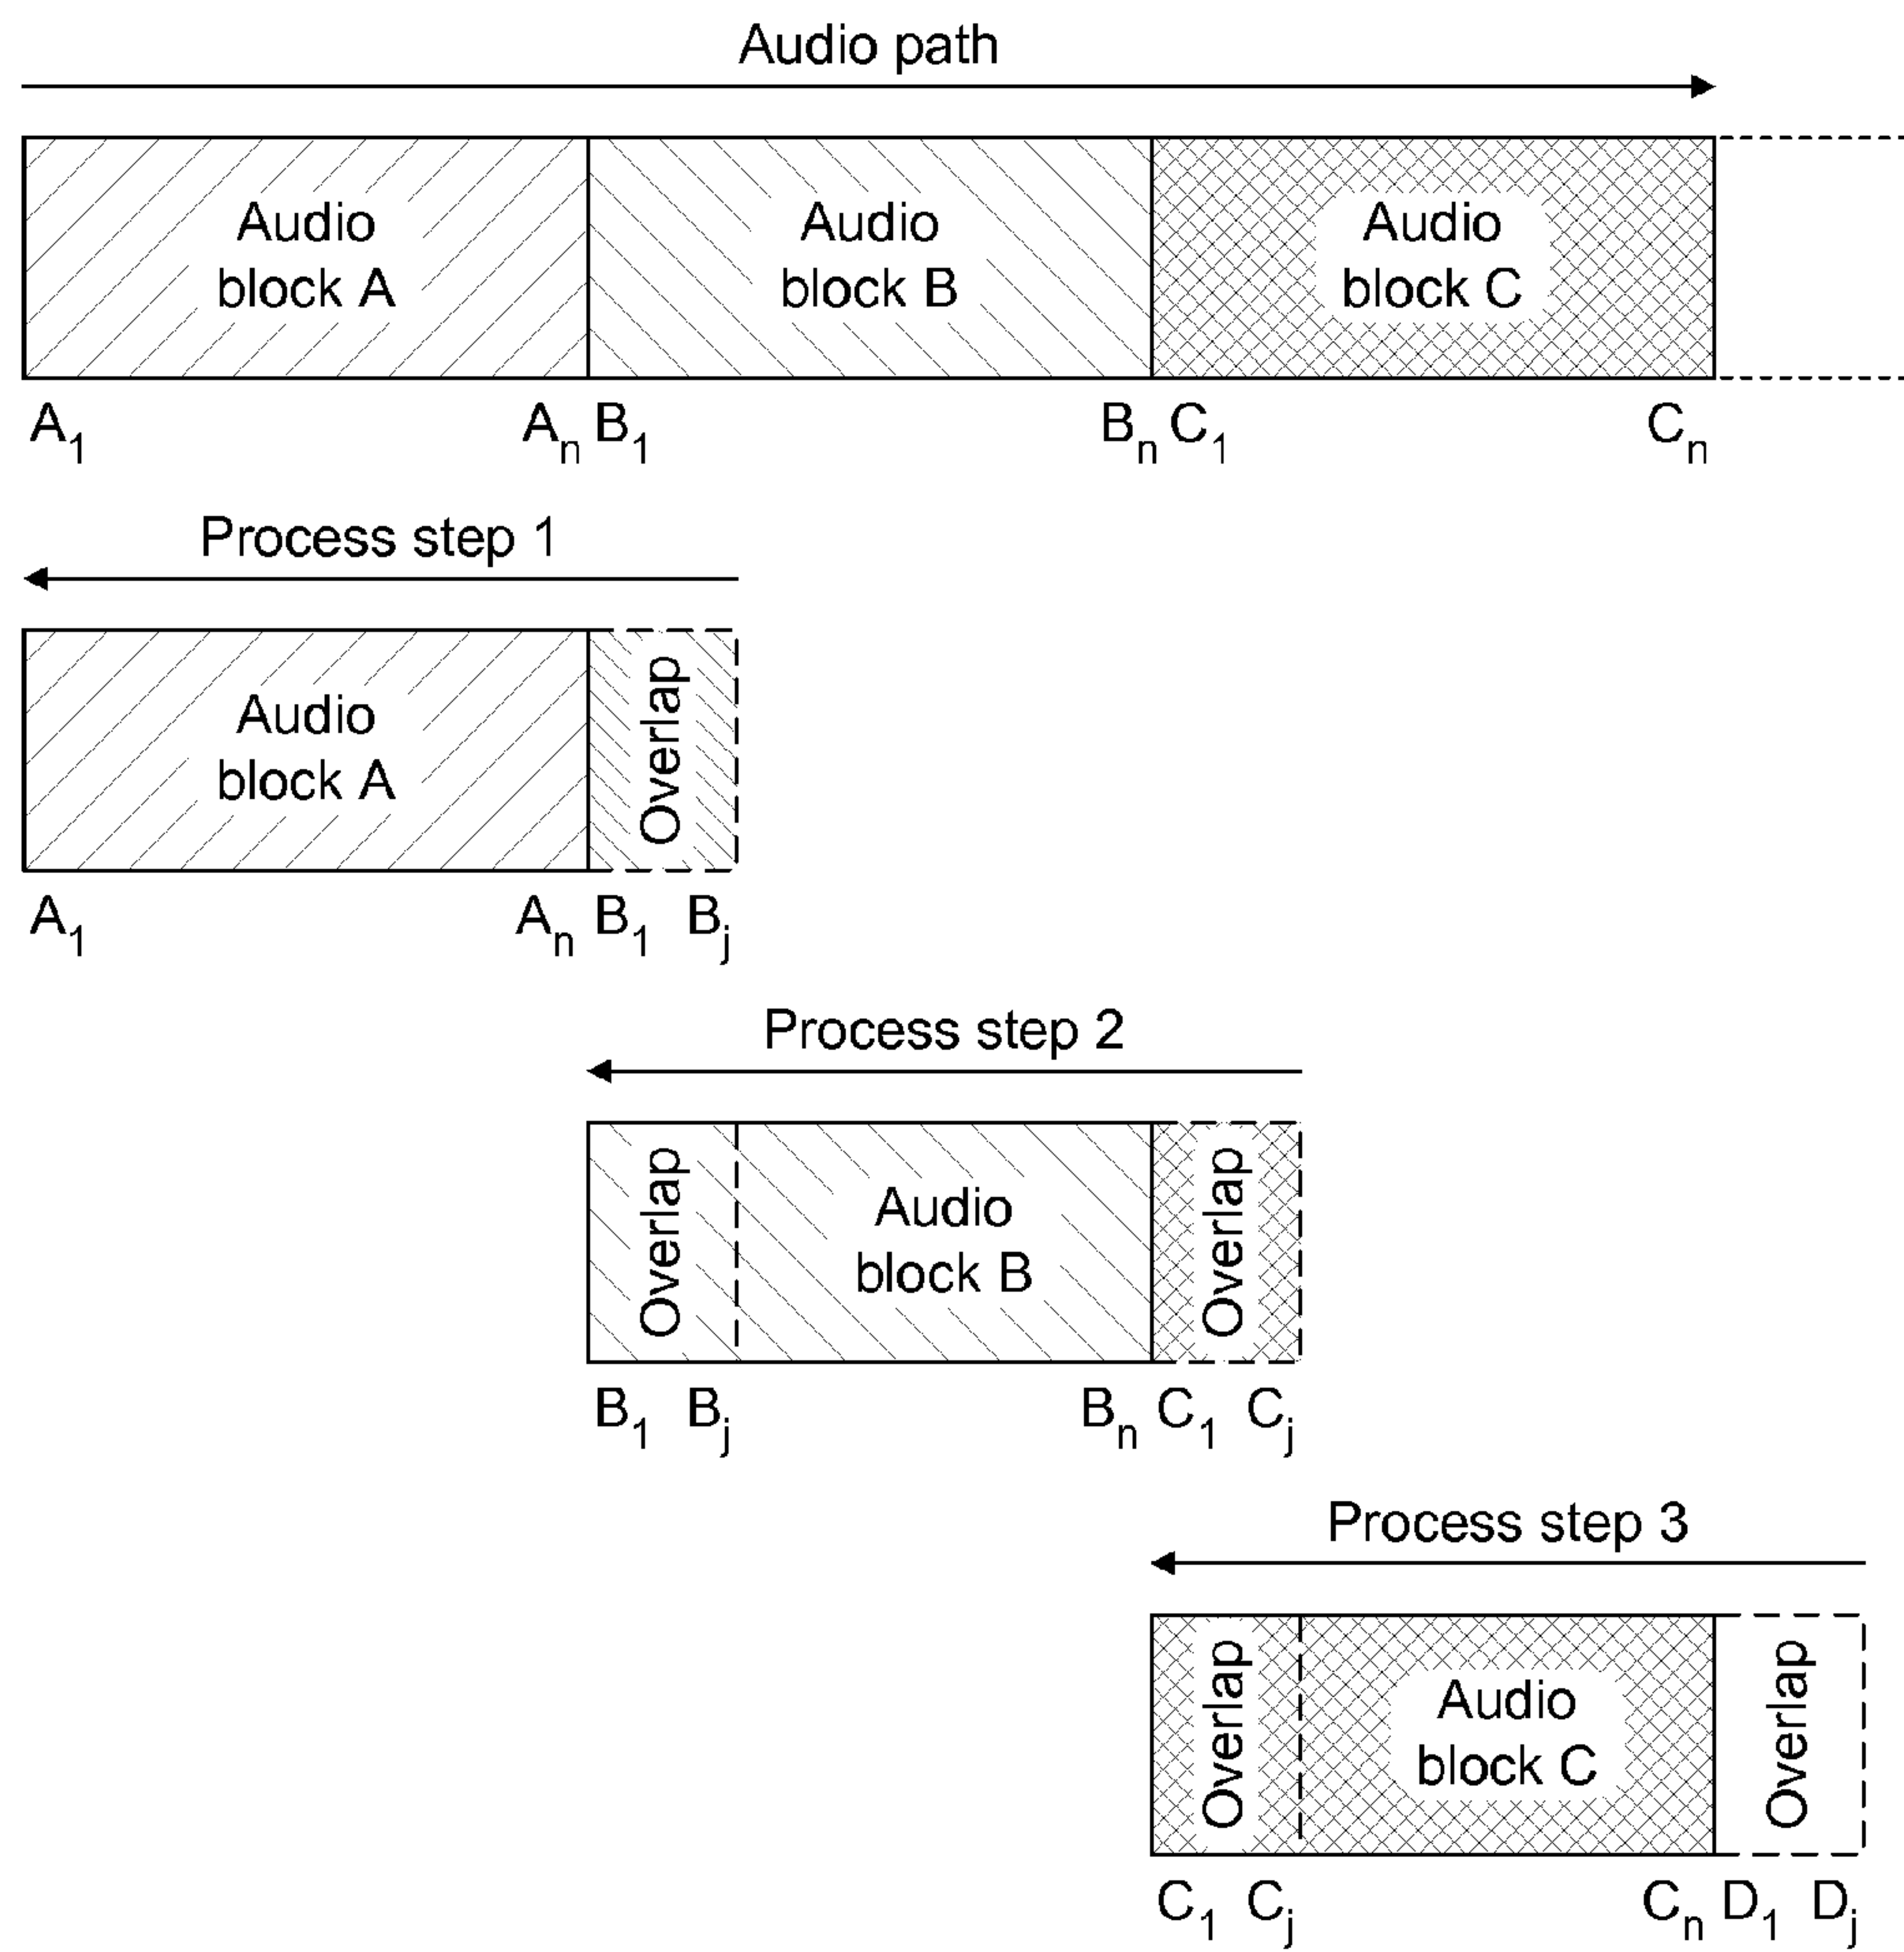 Audio path
Audio block A
Audio block B
Audio block C
A₁ Aₙ B₁ Bₙ C₁ Cₙ
Process step 1
Audio block A
Overlap
A₁ Aₙ B₁ Bⱼ
Process step 2
Overlap
Audio block B
Overlap
B₁ Bⱼ Bₙ C₁ Cⱼ
Process step 3
Overlap
Audio block C
Overlap
C₁ Cⱼ Cₙ D₁ Dⱼ